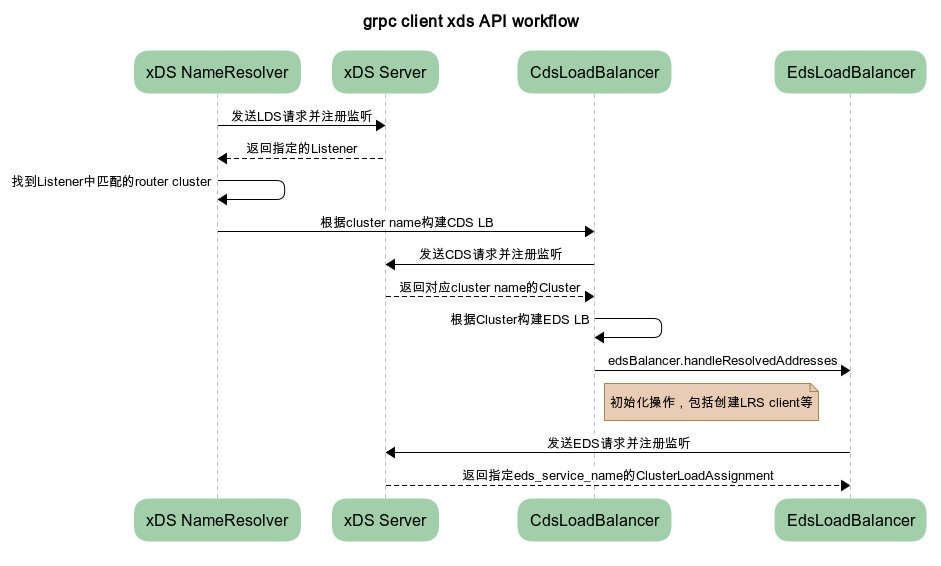 grpc client xds API workflow
xDS NameResolver
xDS Server
CdsLoadBalancer
EdsLoadBalancer
发送LDS请求并注册监听
返回指定的Listener
找到Listener中匹配的router cluster
根据cluster name构建CDS LB
发送CDS请求并注册监听
返回对应cluster name的Cluster
根据Cluster构建EDS LB
edsBalancer.handleResolvedAddresses
初始化操作，包括创建LRS client等
发送EDS请求并注册监听
返回指定eds_service_name的ClusterLoadAssignment
xDS NameResolver
xDS Server
CdsLoadBalancer
EdsLoadBalancer